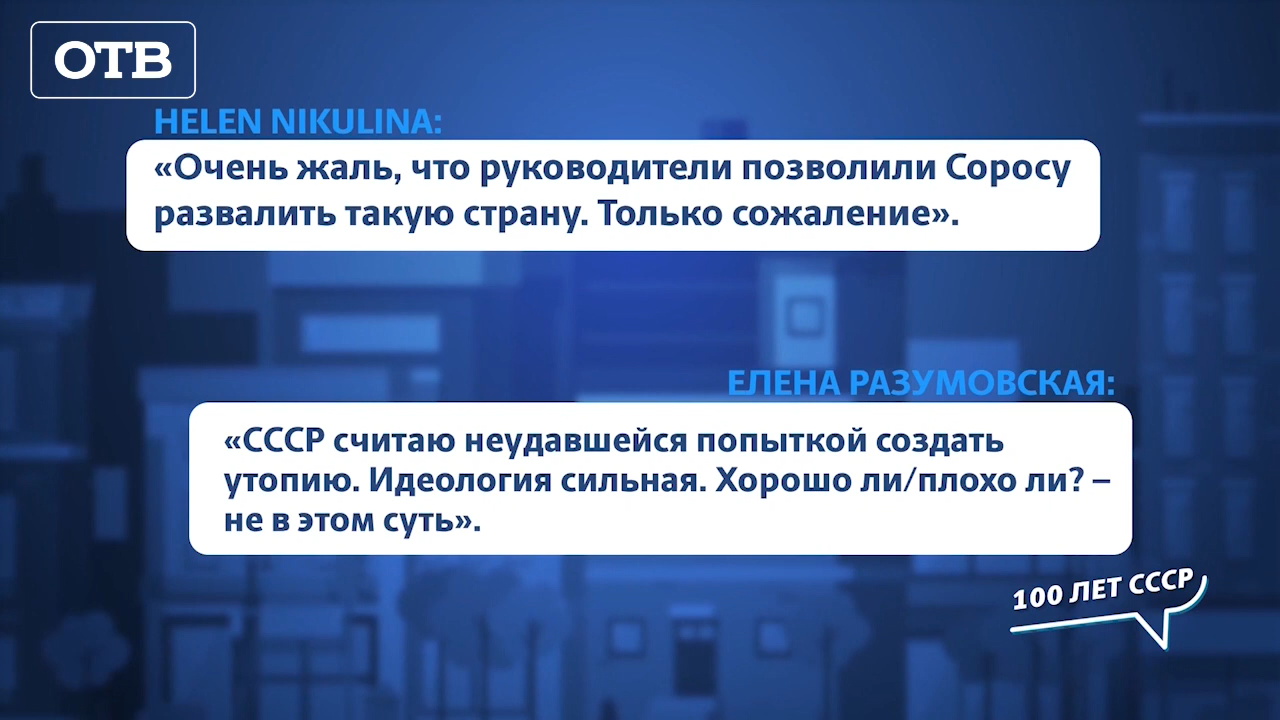 ОТВ
HELEN NIKULINA:
«Очень жаль, что руководители позволили Соросу
развалить такую страну. Только сожаление».
ЕЛЕНА РАЗУМОВСКАЯ:
«СССР считаю неудавшейся попыткой создать
утопию. Идеология сильная. Хорошо ли/плохо ли? –
не в этом суть».
100 ЛЕТ СССР